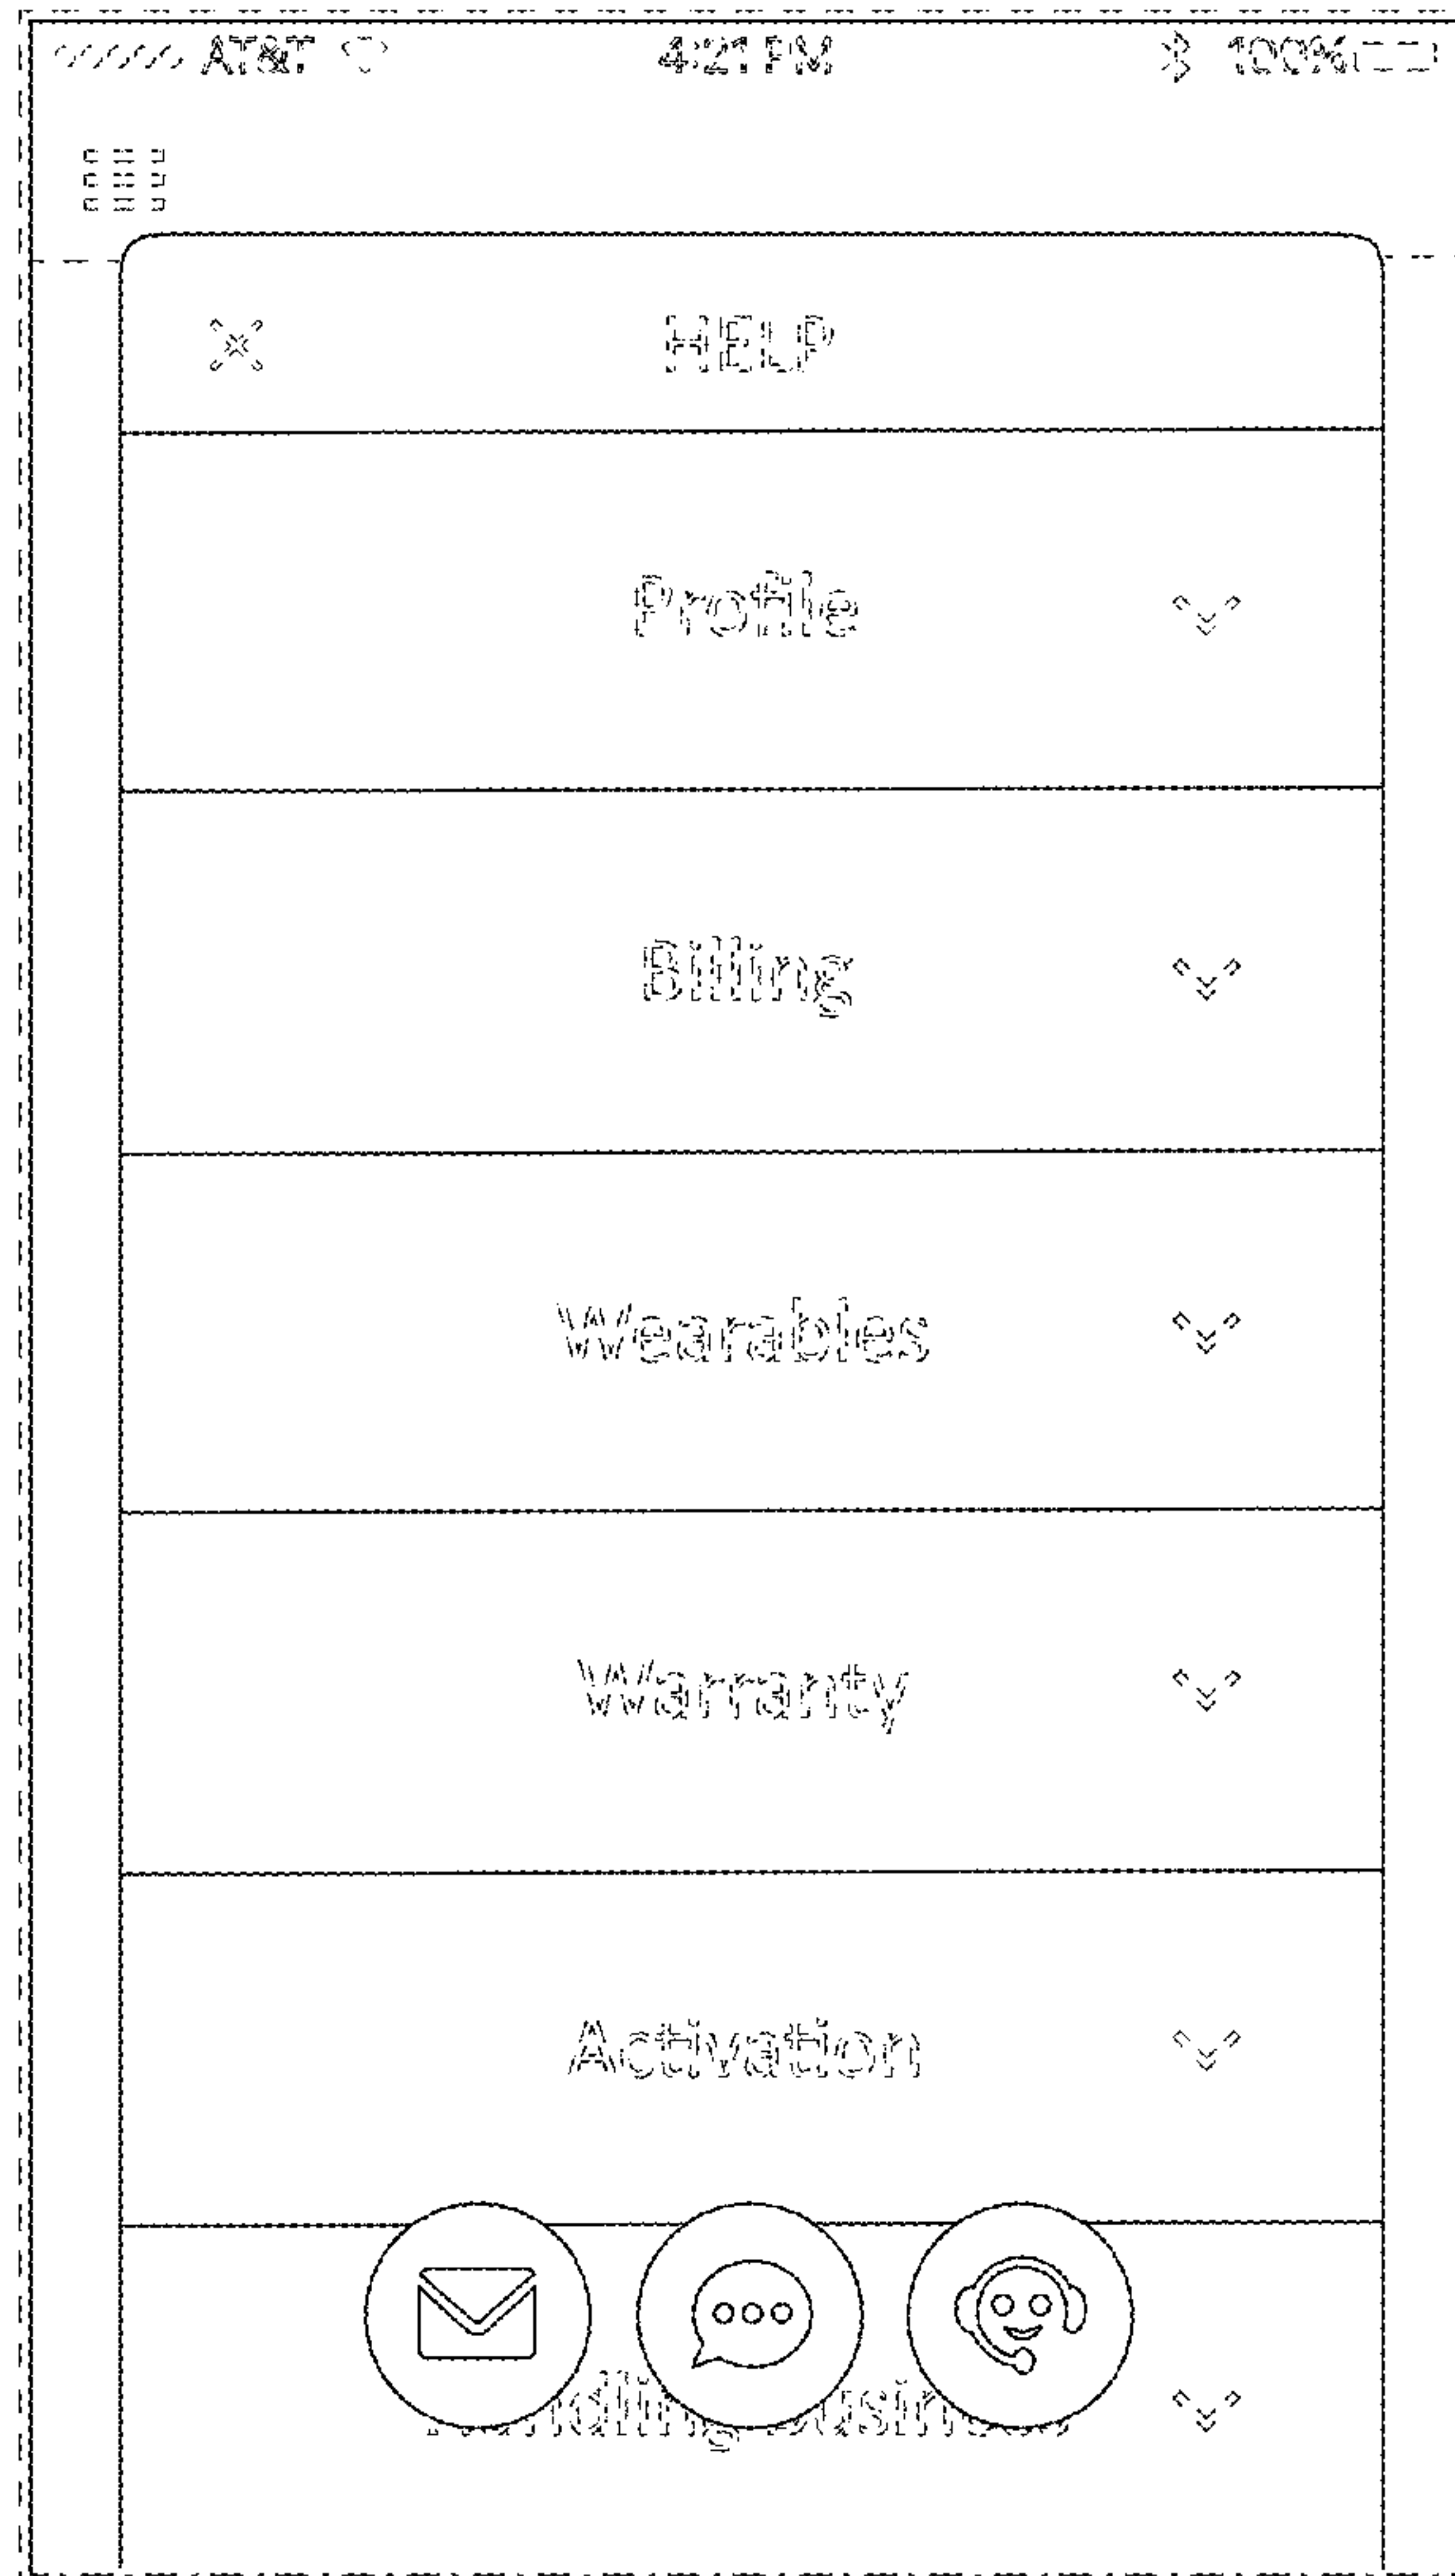 AT&T 4:21 PM 100%
HELP
Profile
Billing
Wearables
Warranty
Activation